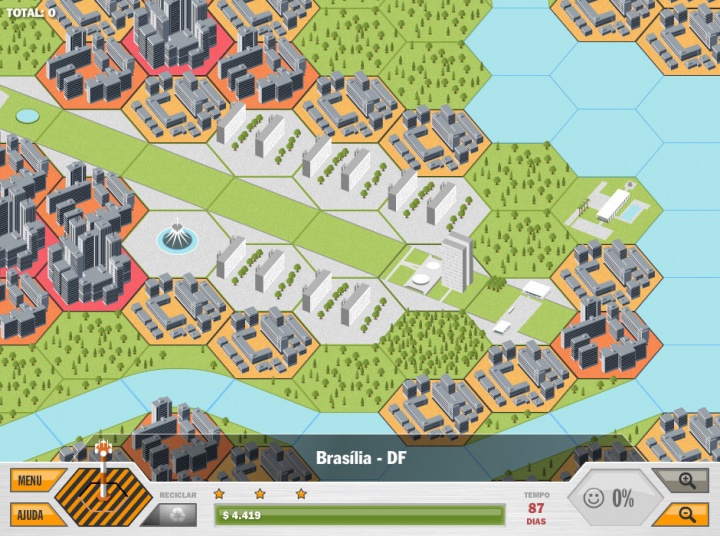 TOTAL: 0
Brasília - DF
MENU
AJUDA
RECICLAR
$ 4.419
TEMPO
87
DIAS
0%